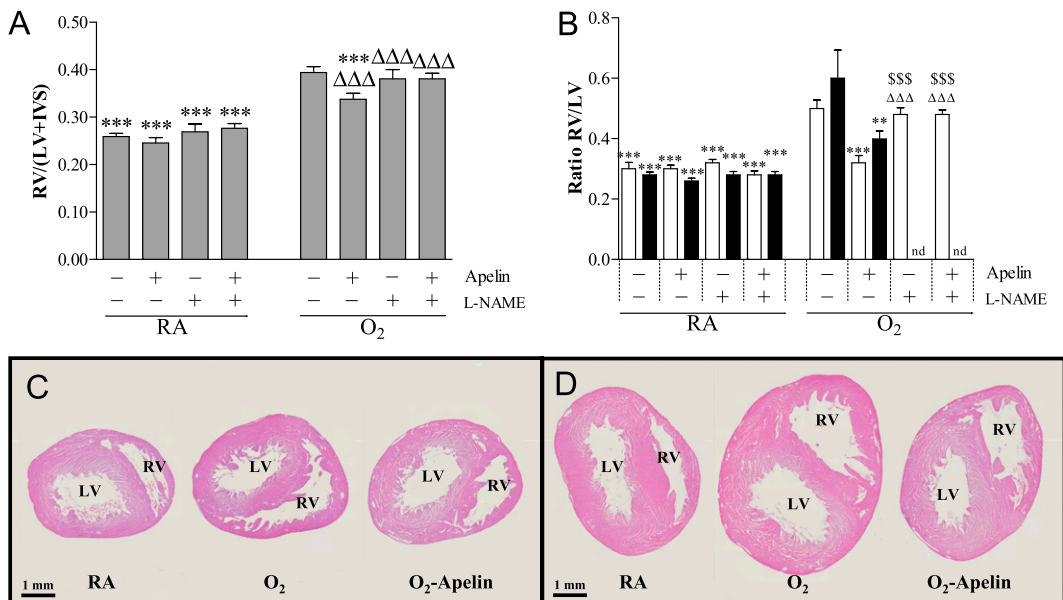 A
RV/(LV+IVS)
0.50
0.40
0.30
0.20
0.10
0.00
*** *** *** ***
*** ΔΔΔ ΔΔΔ ΔΔΔ
− + − + − + − + Apelin
− − + + − − + + L-NAME
RA O₂
B
Ratio RV/LV
0.8
0.6
0.4
0.2
0.0
*** *** *** *** *** *** *** ***
*** ** $$$ $$$
ΔΔΔ ΔΔΔ
nd nd
− + − + − + − + Apelin
− − + + − − + + L-NAME
RA O₂
C
LV RV LV RV LV RV
1 mm RA O₂ O₂-Apelin
D
LV RV LV RV LV RV
1 mm RA O₂ O₂-Apelin